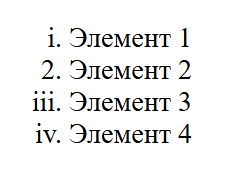 i. Элемент 1
2. Элемент 2
iii. Элемент 3
iv. Элемент 4